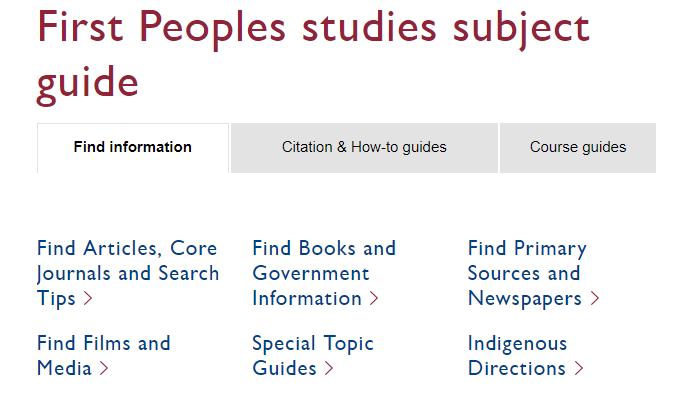 First Peoples studies subject
guide
Find information
Citation & How-to guides
Course guides
Find Articles, Core
Journals and Search
Tips
Find Books and
Government
Information
Find Primary
Sources and
Newspapers
Find Films and
Media
Special Topic
Guides
Indigenous
Directions